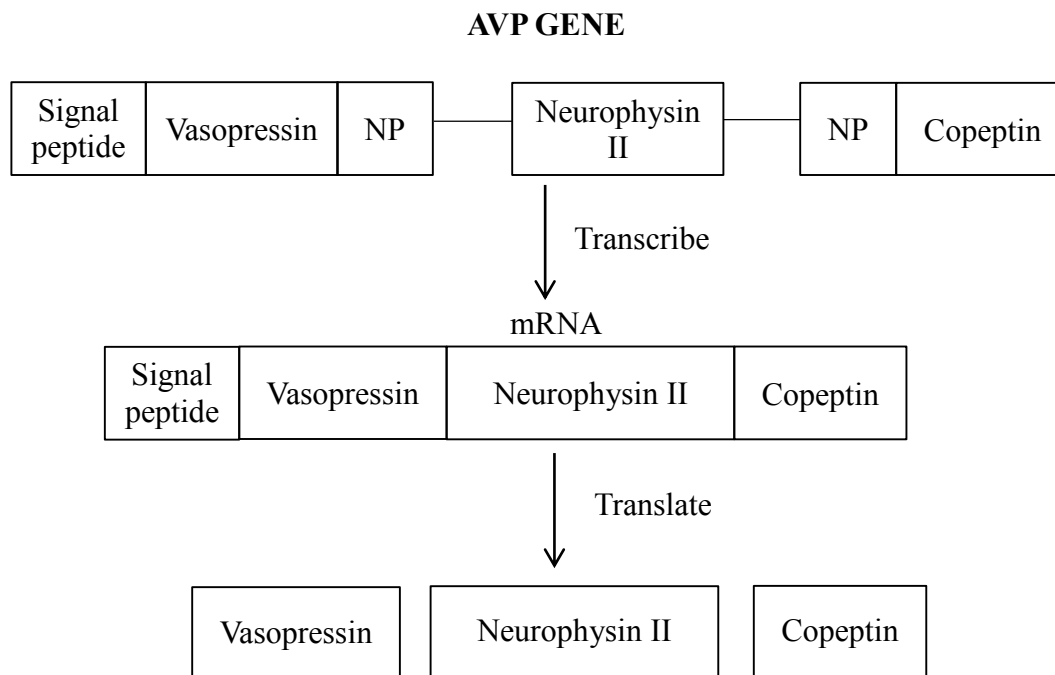 AVP GENE
Signal
peptide
Vasopressin
NP
Neurophysin
II
NP
Copeptin
Transcribe
mRNA
Signal
peptide
Vasopressin
Neurophysin II
Copeptin
Translate
Vasopressin
Neurophysin II
Copeptin